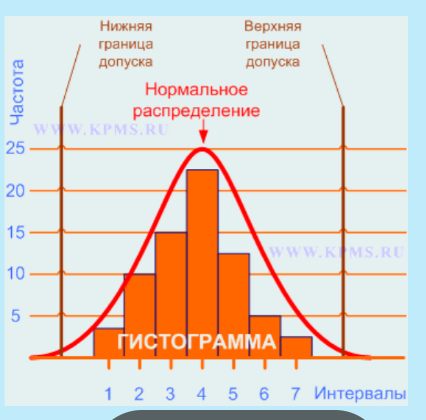 Нижняя
граница
допуска
Верхняя
граница
допуска
Нормальное
распределение
Частота
WWW.KPMS.RU
25
20
15
WWW.KPMS.RU
10
5
ГИСТОГРАММА
1 2 3 4 5 6 7 Интервалы